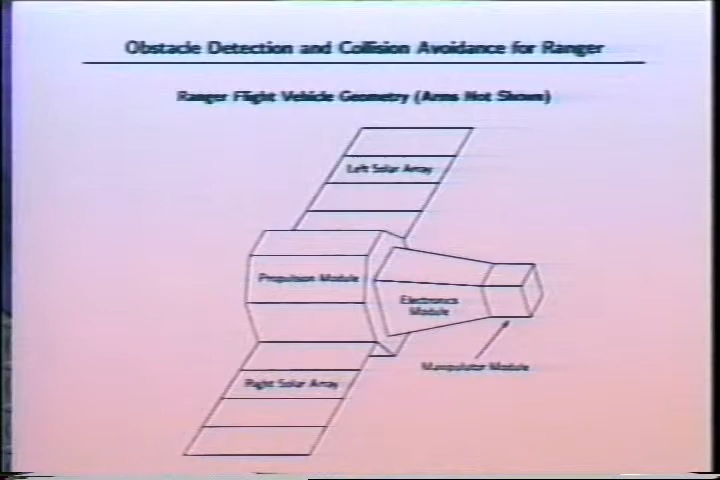 Obstacle Detection and Collision Avoidance for Ranger
Ranger Flight Vehicle Geometry (Arms Not Shown)
Left Solar Array
Propulsion Module
Electronics
Module
Manipulator Module
Right Solar Array